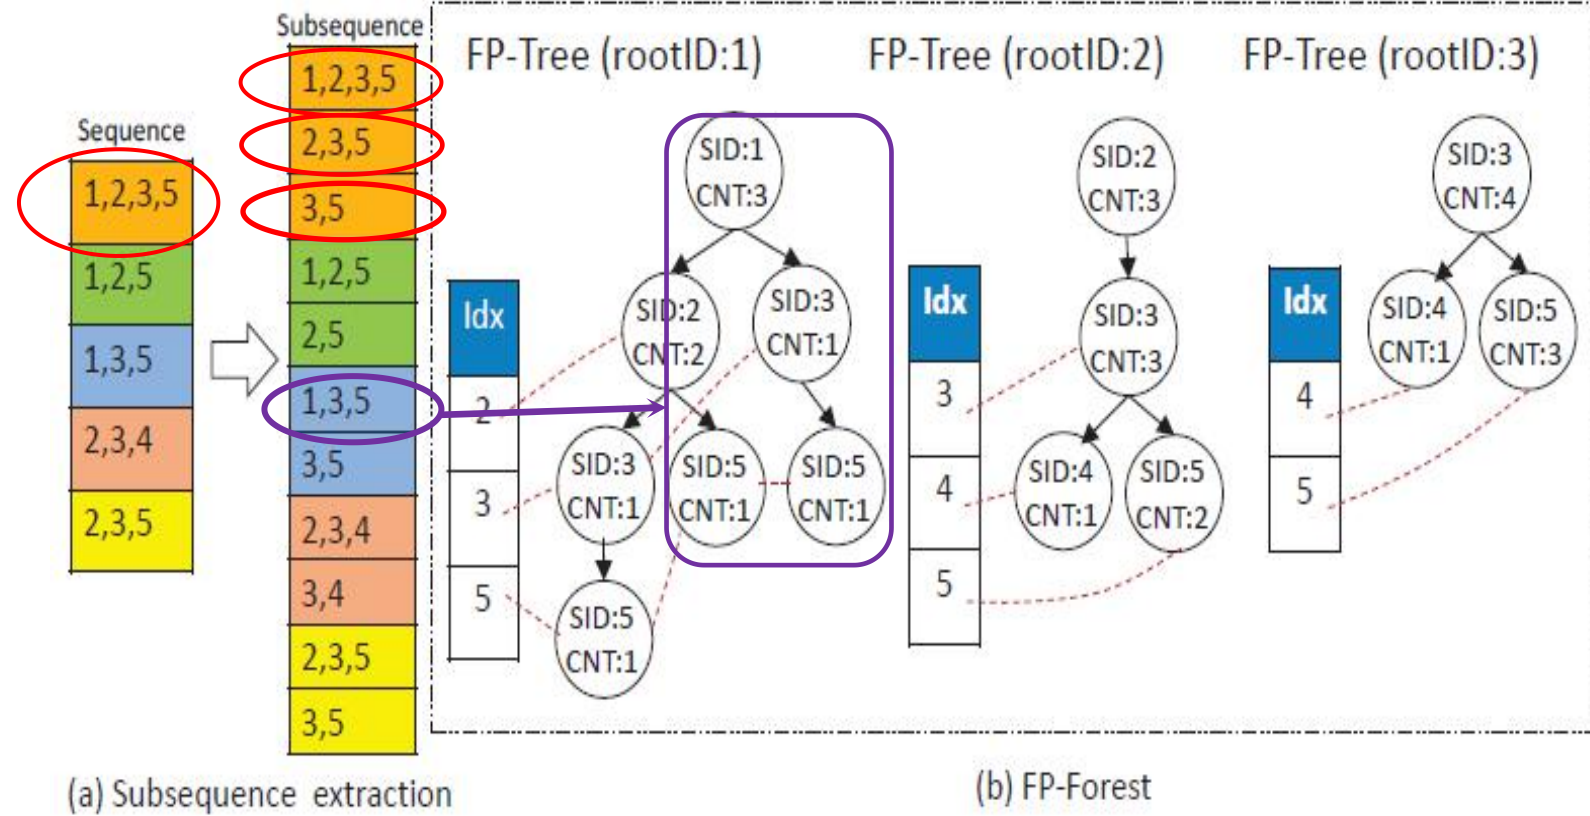 Sequence
1,2,3,5
1,2,5
1,3,5
2,3,4
2,3,5
Subsequence
1,2,3,5
2,3,5
3,5
1,2,5
2,5
1,3,5
3,5
2,3,4
3,4
2,3,5
3,5
(a) Subsequence extraction
FP-Tree (rootID:1)
SID:1
CNT:3
SID:2
CNT:2
SID:3
CNT:1
SID:3
CNT:1
SID:5
CNT:1
SID:5
CNT:1
SID:5
CNT:1
Idx
2
3
5
FP-Tree (rootID:2)
SID:2
CNT:3
SID:3
CNT:3
SID:4
CNT:1
SID:5
CNT:2
Idx
3
4
5
FP-Tree (rootID:3)
SID:3
CNT:4
SID:4
CNT:1
SID:5
CNT:3
Idx
4
5
(b) FP-Forest